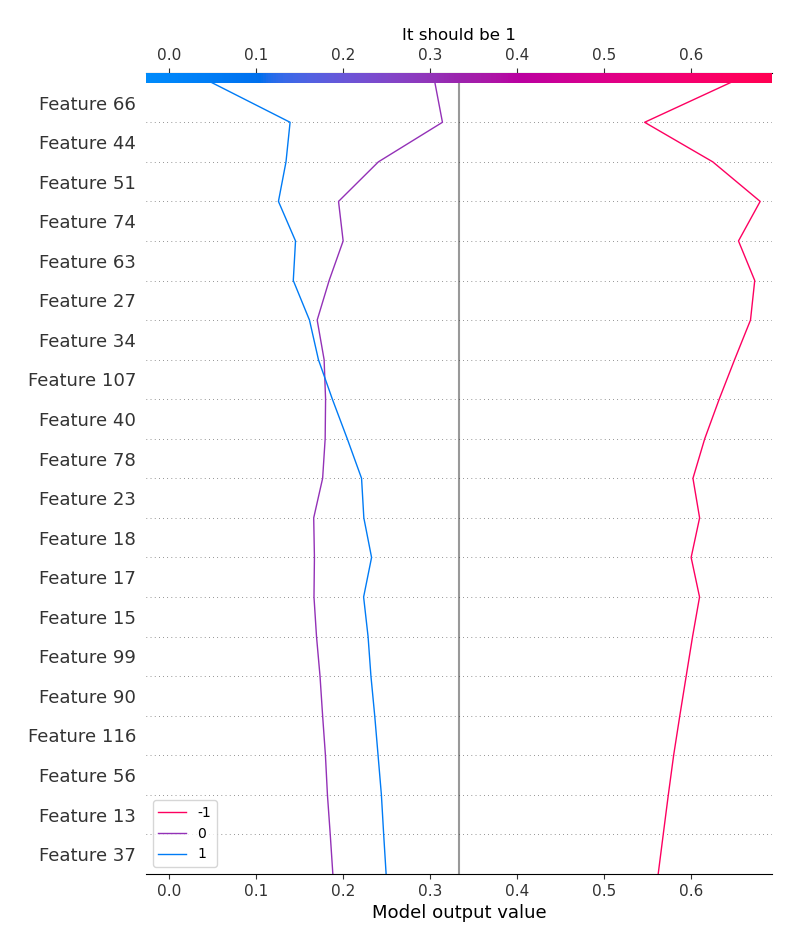 It should be 1
0.0 0.1 0.2 0.3 0.4 0.5 0.6
Feature 66
Feature 44
Feature 51
Feature 74
Feature 63
Feature 27
Feature 34
Feature 107
Feature 40
Feature 78
Feature 23
Feature 18
Feature 17
Feature 15
Feature 99
Feature 90
Feature 116
Feature 56
Feature 13
Feature 37
-1
0
1
0.0 0.1 0.2 0.3 0.4 0.5 0.6
Model output value